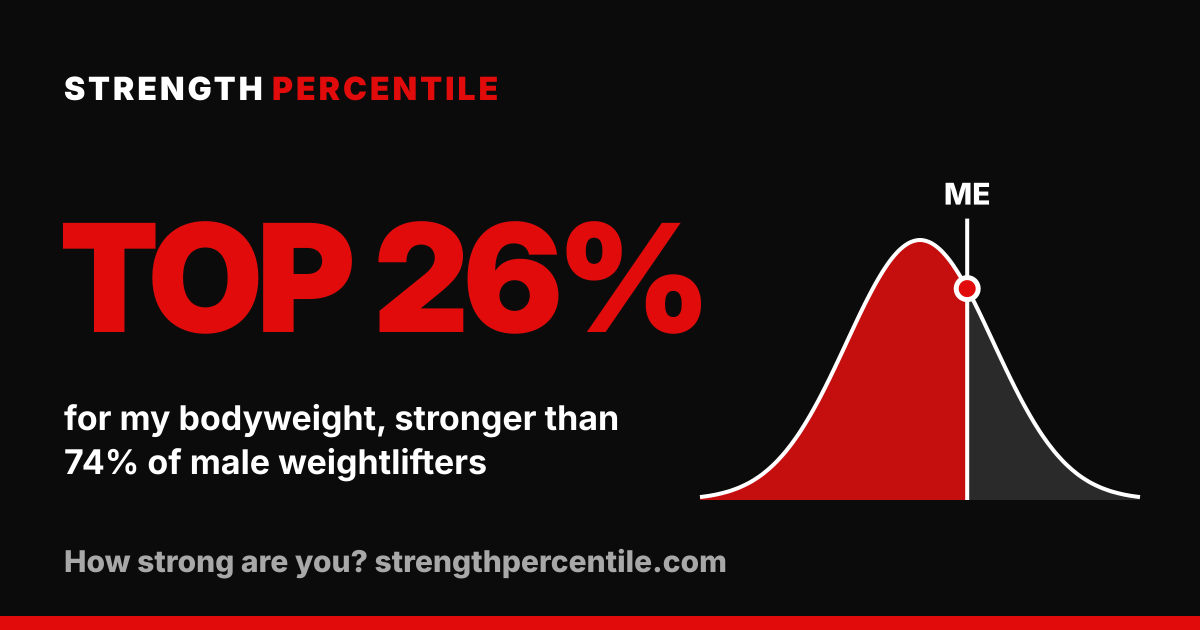 STRENGTH PERCENTILE
ME
TOP 26%
for my bodyweight, stronger than
74% of male weightlifters
How strong are you? strengthpercentile.com